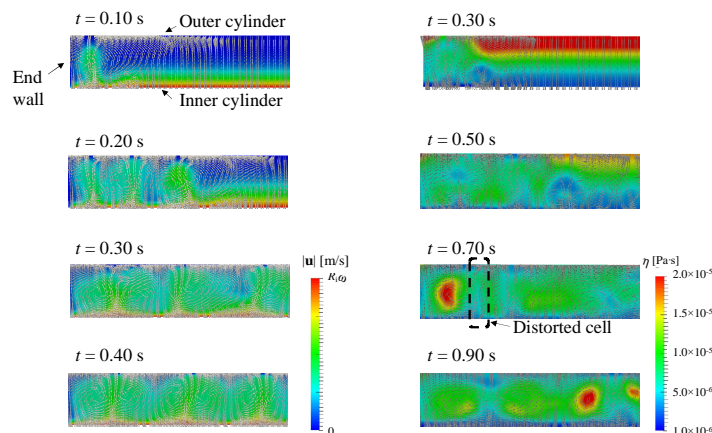 t = 0.10 s
Outer cylinder
End
wall
Inner cylinder
t = 0.20 s
t = 0.30 s
|u| [m/s]
Riω
0
t = 0.40 s
t = 0.30 s
t = 0.50 s
t = 0.70 s
η [Pa·s]
2.0×10⁻⁵
1.5×10⁻⁵
1.0×10⁻⁵
5.0×10⁻⁶
1.0×10⁻⁶
Distorted cell
t = 0.90 s